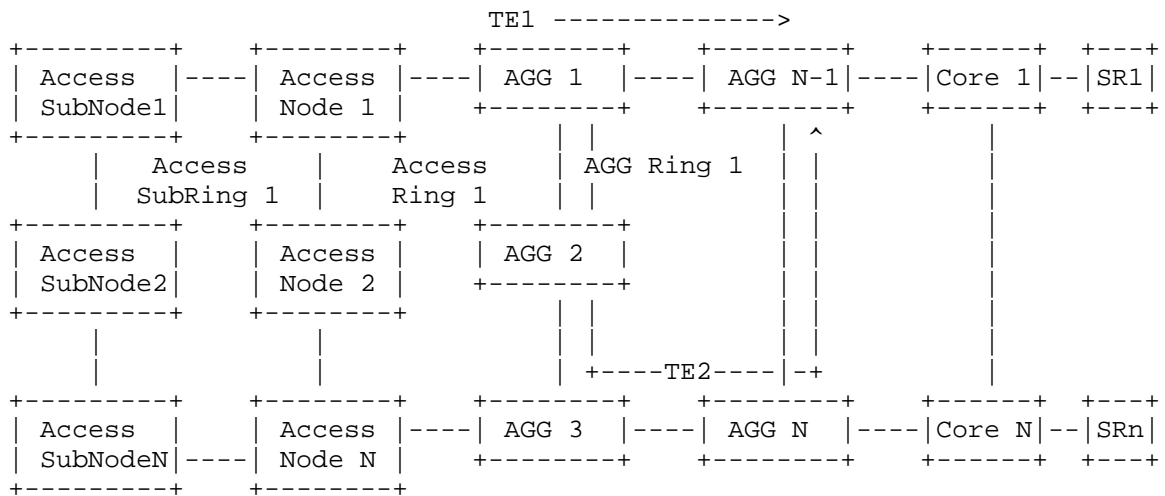 TE1 -------------->
Access Access AGG 1 AGG N-1 Core 1 SR1
SubNode1 Node 1
Access Access AGG Ring 1
SubRing 1 Ring 1
Access Access AGG 2
SubNode2 Node 2
TE2
Access Access AGG 3 AGG N Core N SRn
SubNodeN Node N